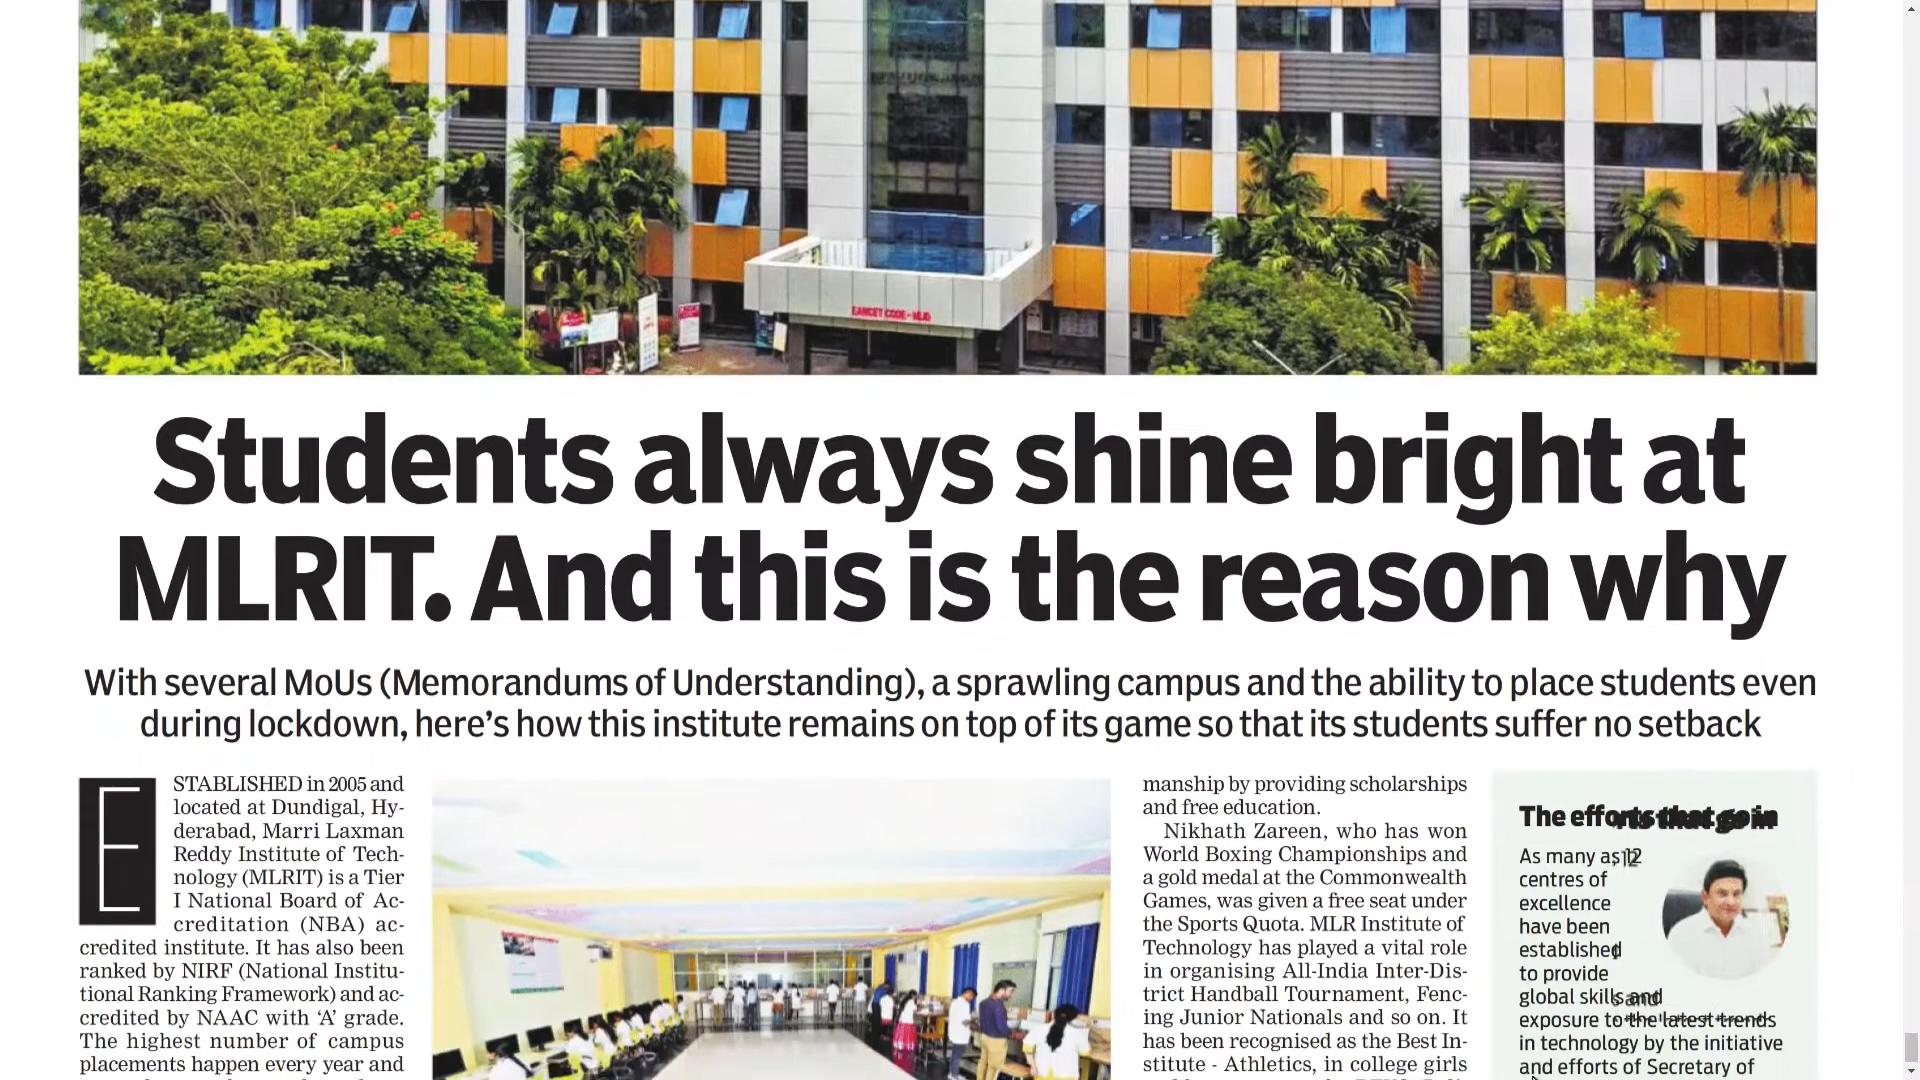 EAMCET CODE - MLID
Students always shine bright at
MLRIT. And this is the reason why
With several MoUs (Memorandums of Understanding), a sprawling campus and the ability to place students even
during lockdown, here’s how this institute remains on top of its game so that its students suffer no setback
ESTABLISHED in 2005 and
located at Dundigal, Hy-
derabad, Marri Laxman
Reddy Institute of Tech-
nology (MLRIT) is a Tier
I National Board of Ac-
creditation (NBA) ac-
credited institute. It has also been
ranked by NIRF (National Institu-
tional Ranking Framework) and ac-
credited by NAAC with ‘A’ grade.
The highest number of campus
placements happen every year and
manship by providing scholarships
and free education.
Nikhath Zareen, who has won
World Boxing Championships and
a gold medal at the Commonwealth
Games, was given a free seat under
the Sports Quota. MLR Institute of
Technology has played a vital role
in organising All-India Inter-Dis-
trict Handball Tournament, Fenc-
ing Junior Nationals and so on. It
has been recognised as the Best In-
stitute - Athletics, in college girls
The efforts that go in
As many as 12
centres of
excellence
have been
established
to provide
global skills and
exposure to the latest trends
in technology by the initiative
and efforts of Secretary of